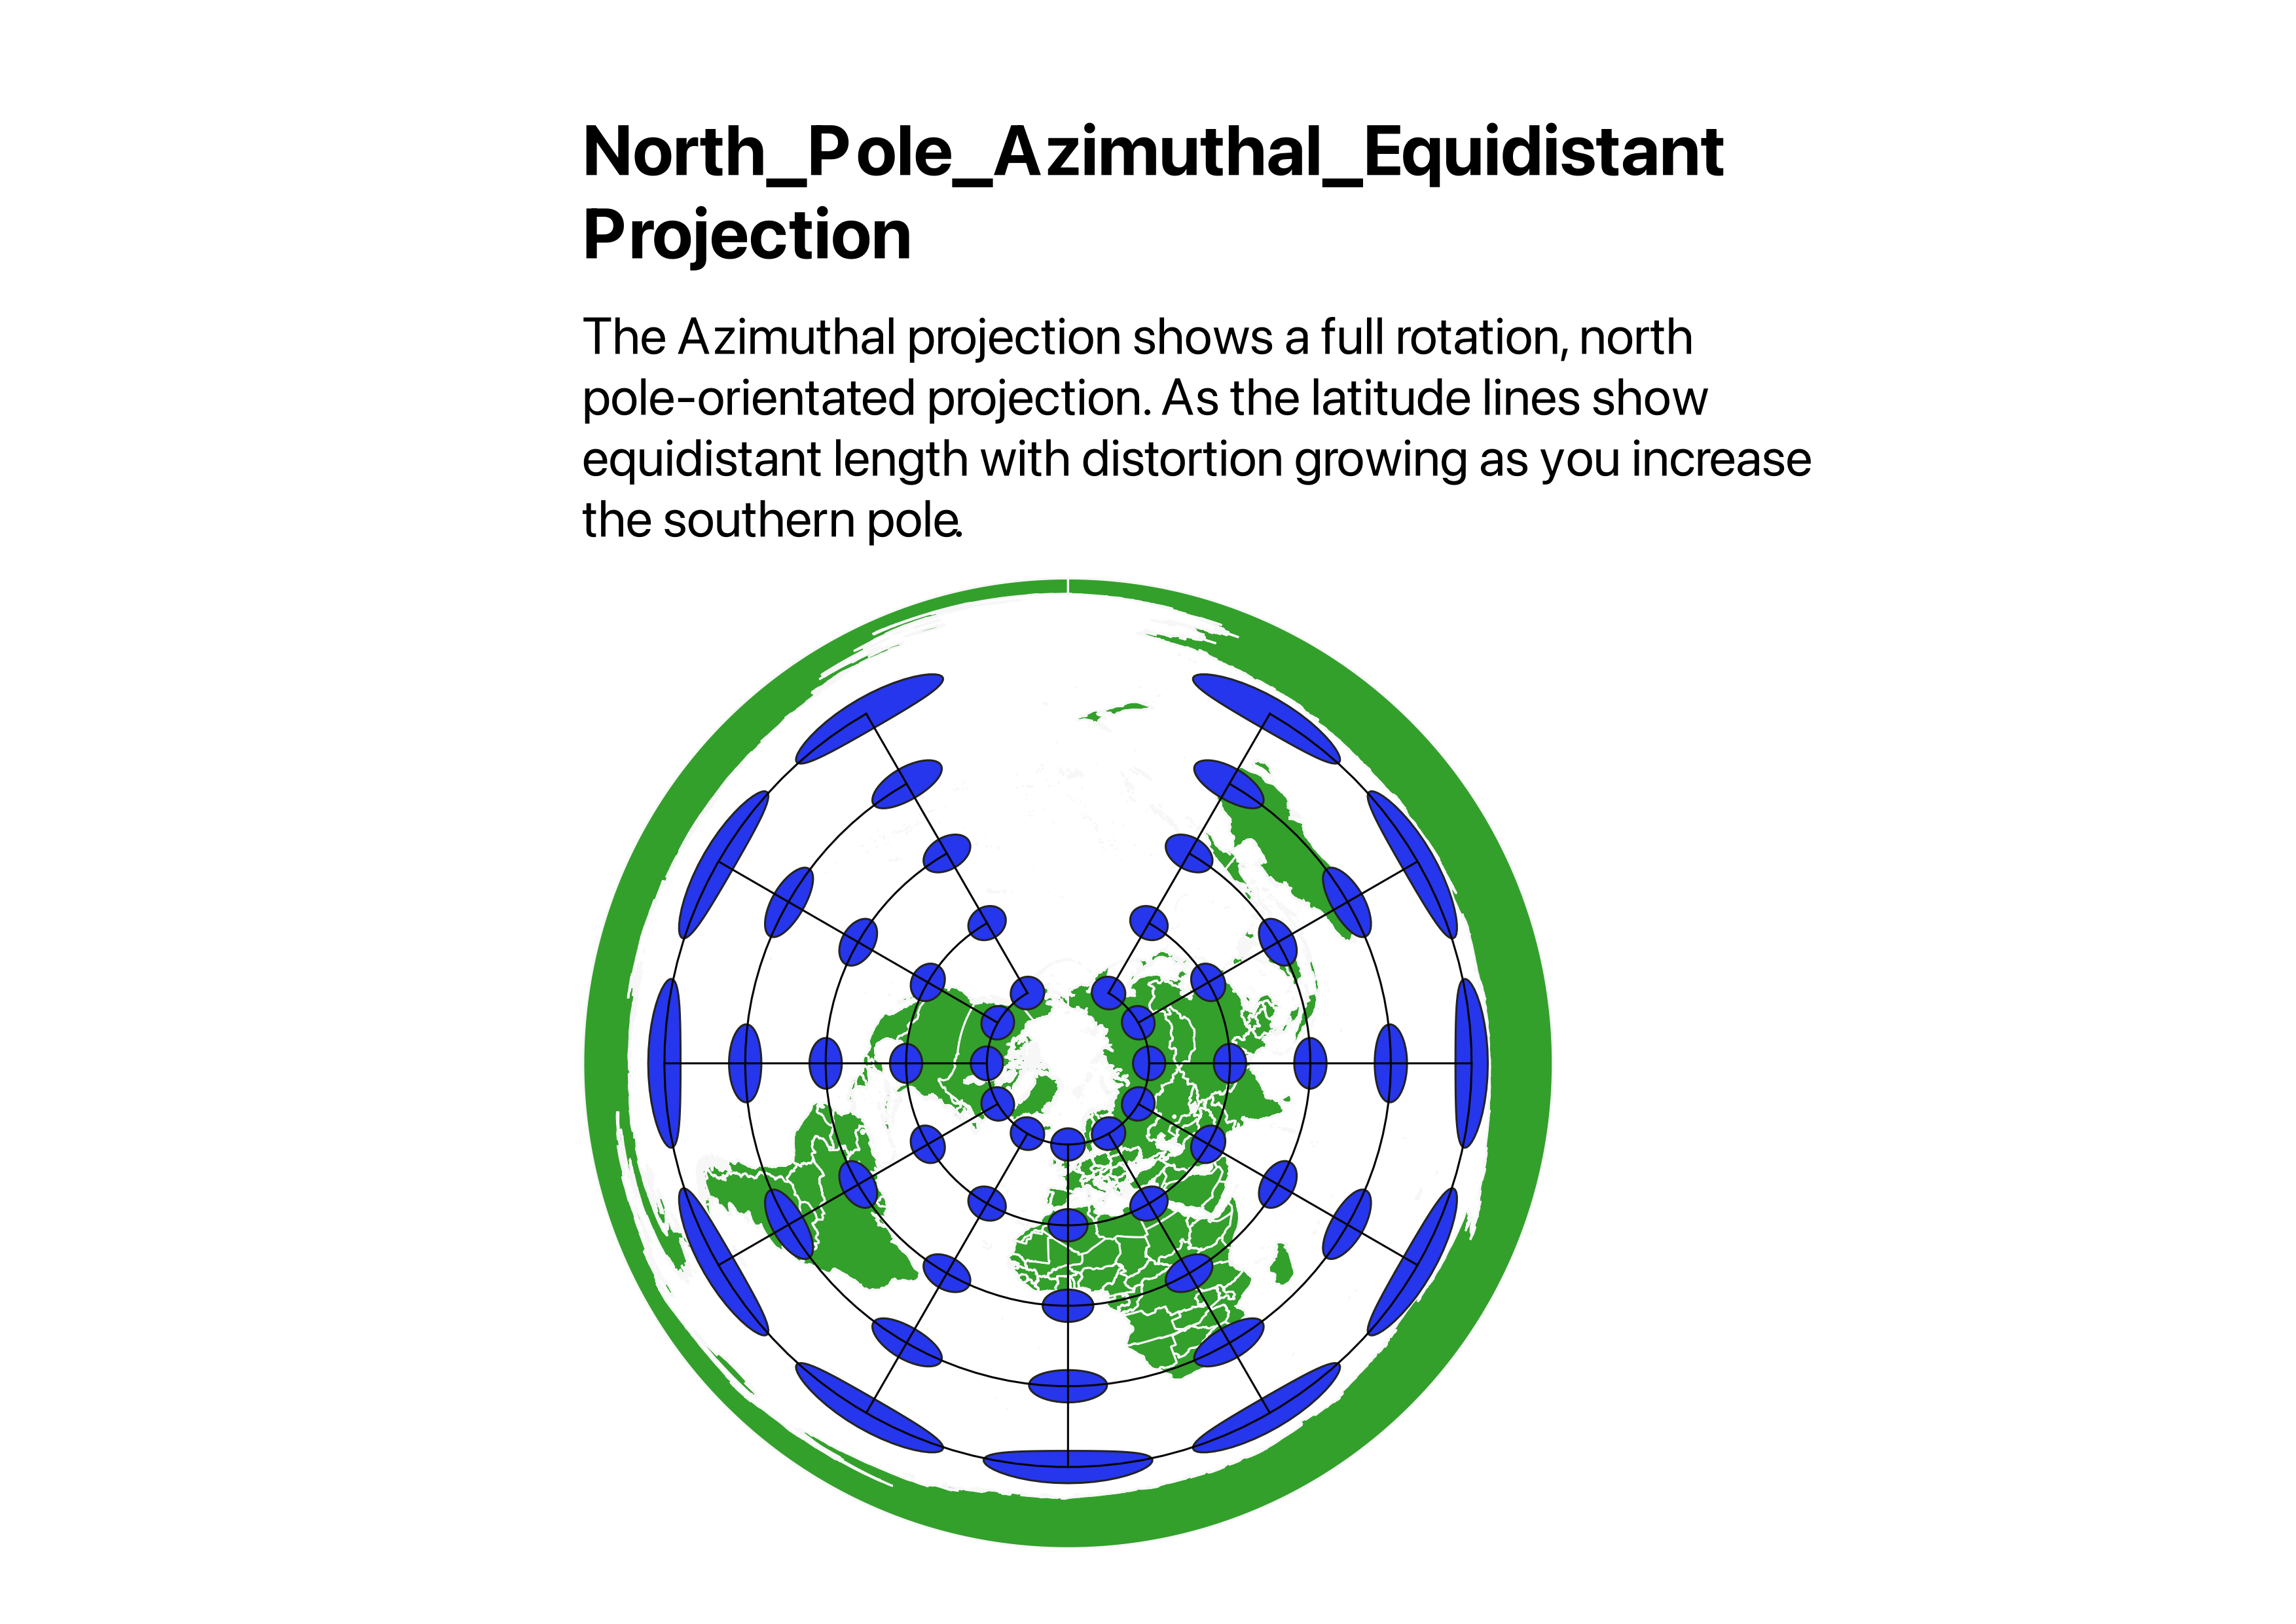 North_Pole_Azimuthal_Equidistant
Projection
The Azimuthal projection shows a full rotation, north
pole-orientated projection. As the latitude lines show
equidistant length with distortion growing as you increase
the southern pole.